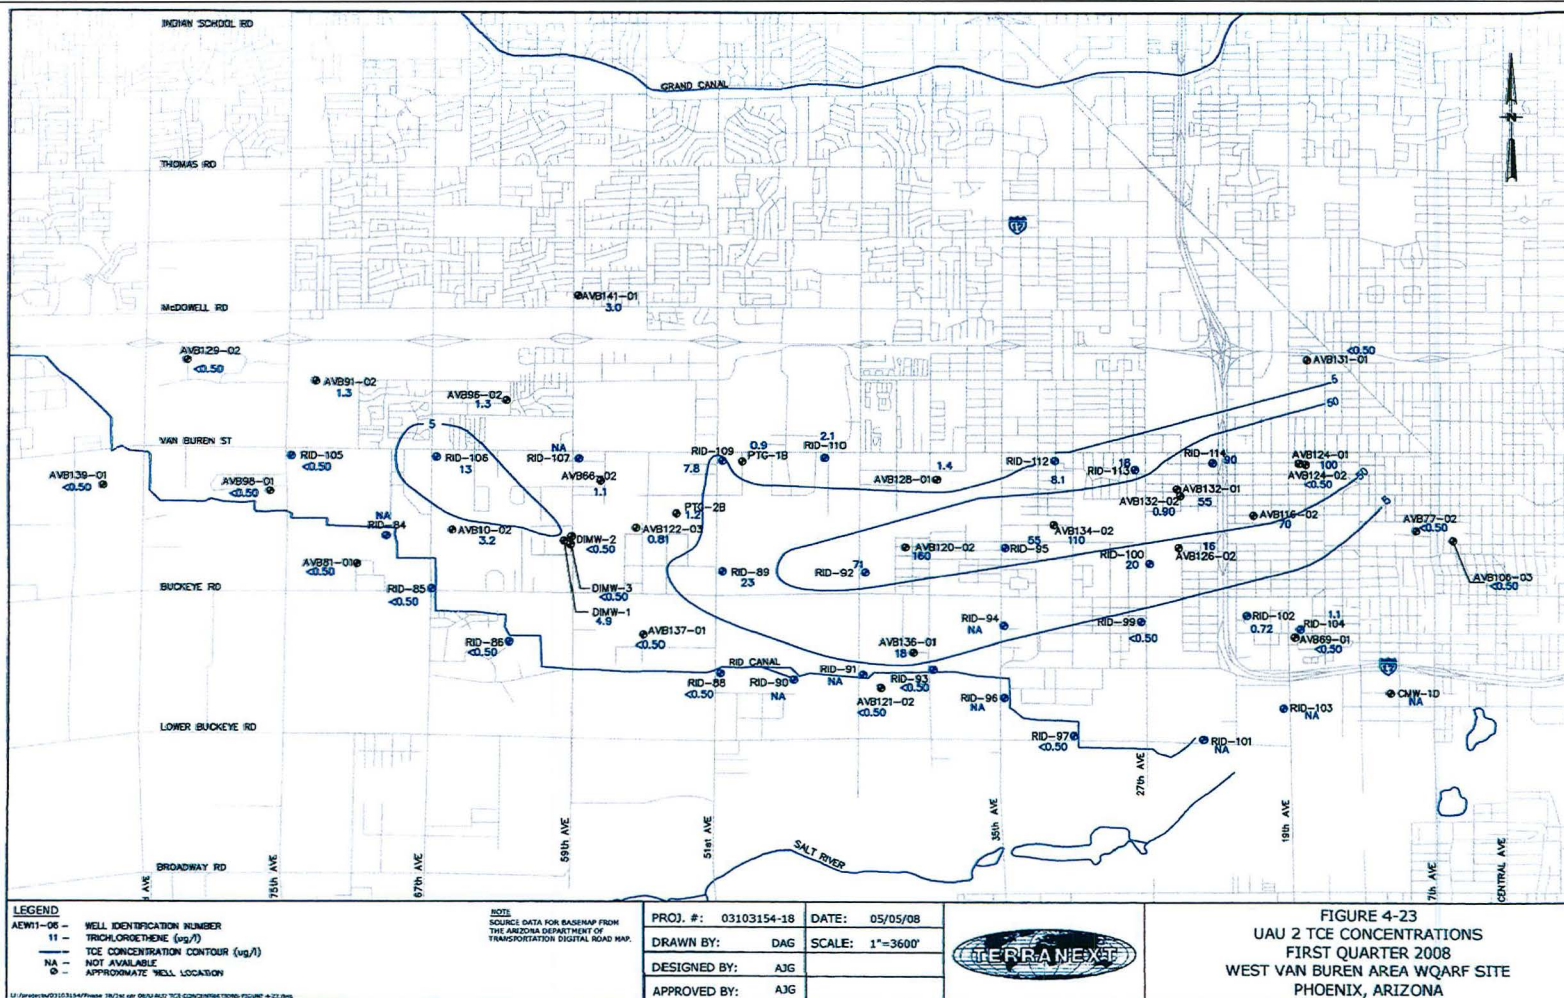 INDIAN SCHOOL RD
GRAND CANAL
THOMAS RD
N
17
AVB141-01
3.0
McDOWELL RD
AVB129-02
<0.50
<0.50
AVB131-01
AVB91-02
1.3
AVB96-02
1.3
5
50
5
VAN BUREN ST
RID-105
<0.50
RID-106
13
NA
RID-107
RID-109
7.8
0.9
PTG-1B
2.1
RID-110
RID-112
8.1
18
RID-113
RID-114
90
AVB124-01
100
AVB124-02
<0.50
50
5
AVB139-01
<0.50
AVB98-01
<0.50
AVB66-02
1.1
1.4
AVB128-01
AVB132-01
55
AVB132-02
0.90
NA
RID-84
AVB10-02
3.2
PTG-2B
1.2
AVB122-03
0.81
AVB134-02
110
AVB116-02
70
AVB77-02
<0.50
DIMW-2
<0.50
AVB120-02
160
55
RID-95
RID-100
20
16
AVB126-02
AVB81-01
<0.50
RID-89
23
71
RID-92
AVB106-03
<0.50
BUCKEYE RD
RID-85
<0.50
DIMW-3
<0.50
DIMW-1
4.9
RID-94
NA
RID-99
<0.50
RID-102
0.72
1.1
RID-104
AVB69-01
<0.50
RID-86
<0.50
AVB137-01
<0.50
AVB136-01
18
RID CANAL
RID-88
<0.50
RID-90
NA
RID-91
NA
RID-93
<0.50
17
AVB121-02
<0.50
RID-96
NA
CMW-1D
NA
RID-103
NA
LOWER BUCKEYE RD
RID-97
<0.50
RID-101
NA
BROADWAY RD
AVE
75th AVE
67th AVE
59th AVE
51st AVE
SALT RIVER
35th AVE
27th AVE
19th AVE
7th AVE
CENTRAL AVE
LEGEND
AEW11-06 - WELL IDENTIFICATION NUMBER
11 - TRICHLOROETHENE (ug/l)
TCE CONCENTRATION CONTOUR (ug/l)
NA - NOT AVAILABLE
- APPROXIMATE WELL LOCATION
NOTE
SOURCE DATA FOR BASEMAP FROM
THE ARIZONA DEPARTMENT OF
TRANSPORTATION DIGITAL ROAD MAP.
PROJ. #: 03103154-18
DATE: 05/05/08
DRAWN BY: DAG
SCALE: 1"=3600'
DESIGNED BY: AJG
APPROVED BY: AJG
TERRANEXT
FIGURE 4-23
UAU 2 TCE CONCENTRATIONS
FIRST QUARTER 2008
WEST VAN BUREN AREA WQARF SITE
PHOENIX, ARIZONA